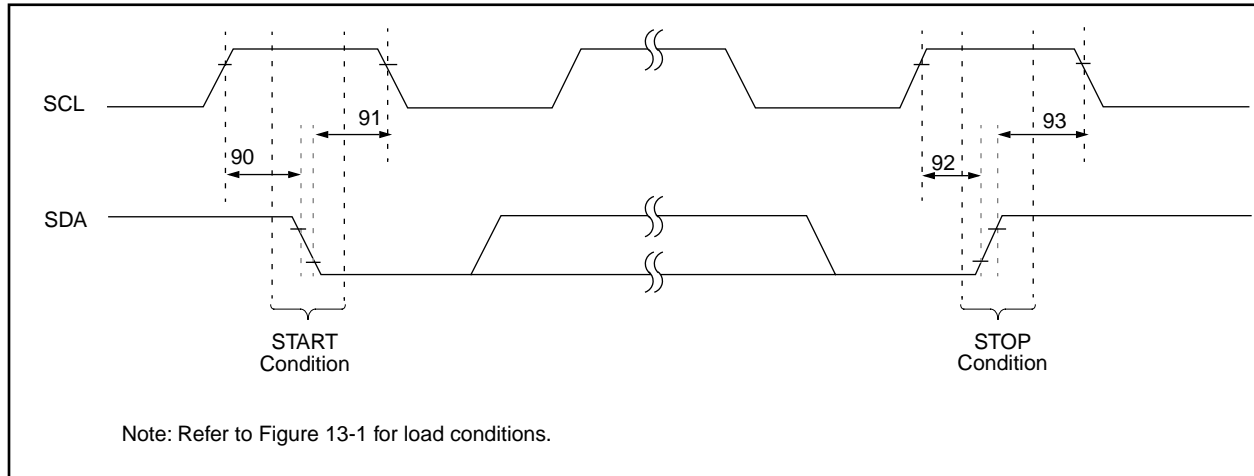 SCL
91
93
90
92
SDA
START
Condition
STOP
Condition
Note: Refer to Figure 13-1 for load conditions.